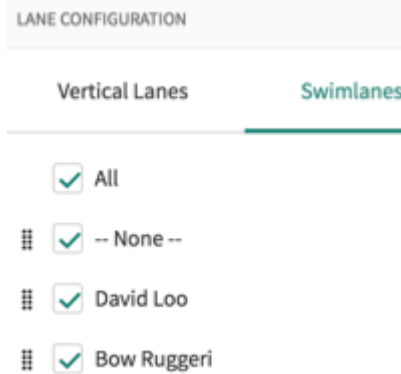 LANE CONFIGURATION
Vertical Lanes Swimlanes
All
-- None --
David Loo
Bow Ruggeri